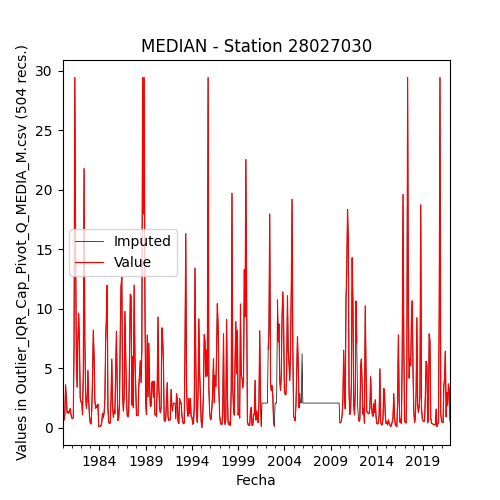 MEDIAN - Station 28027030
Values in Outlier_IQR_Cap_Pivot_Q_MEDIA_M.csv (504 recs.)
30
25
20
15
10
5
0
Imputed
Value
1984 1989 1994 1999 2004 2009 2014 2019
Fecha